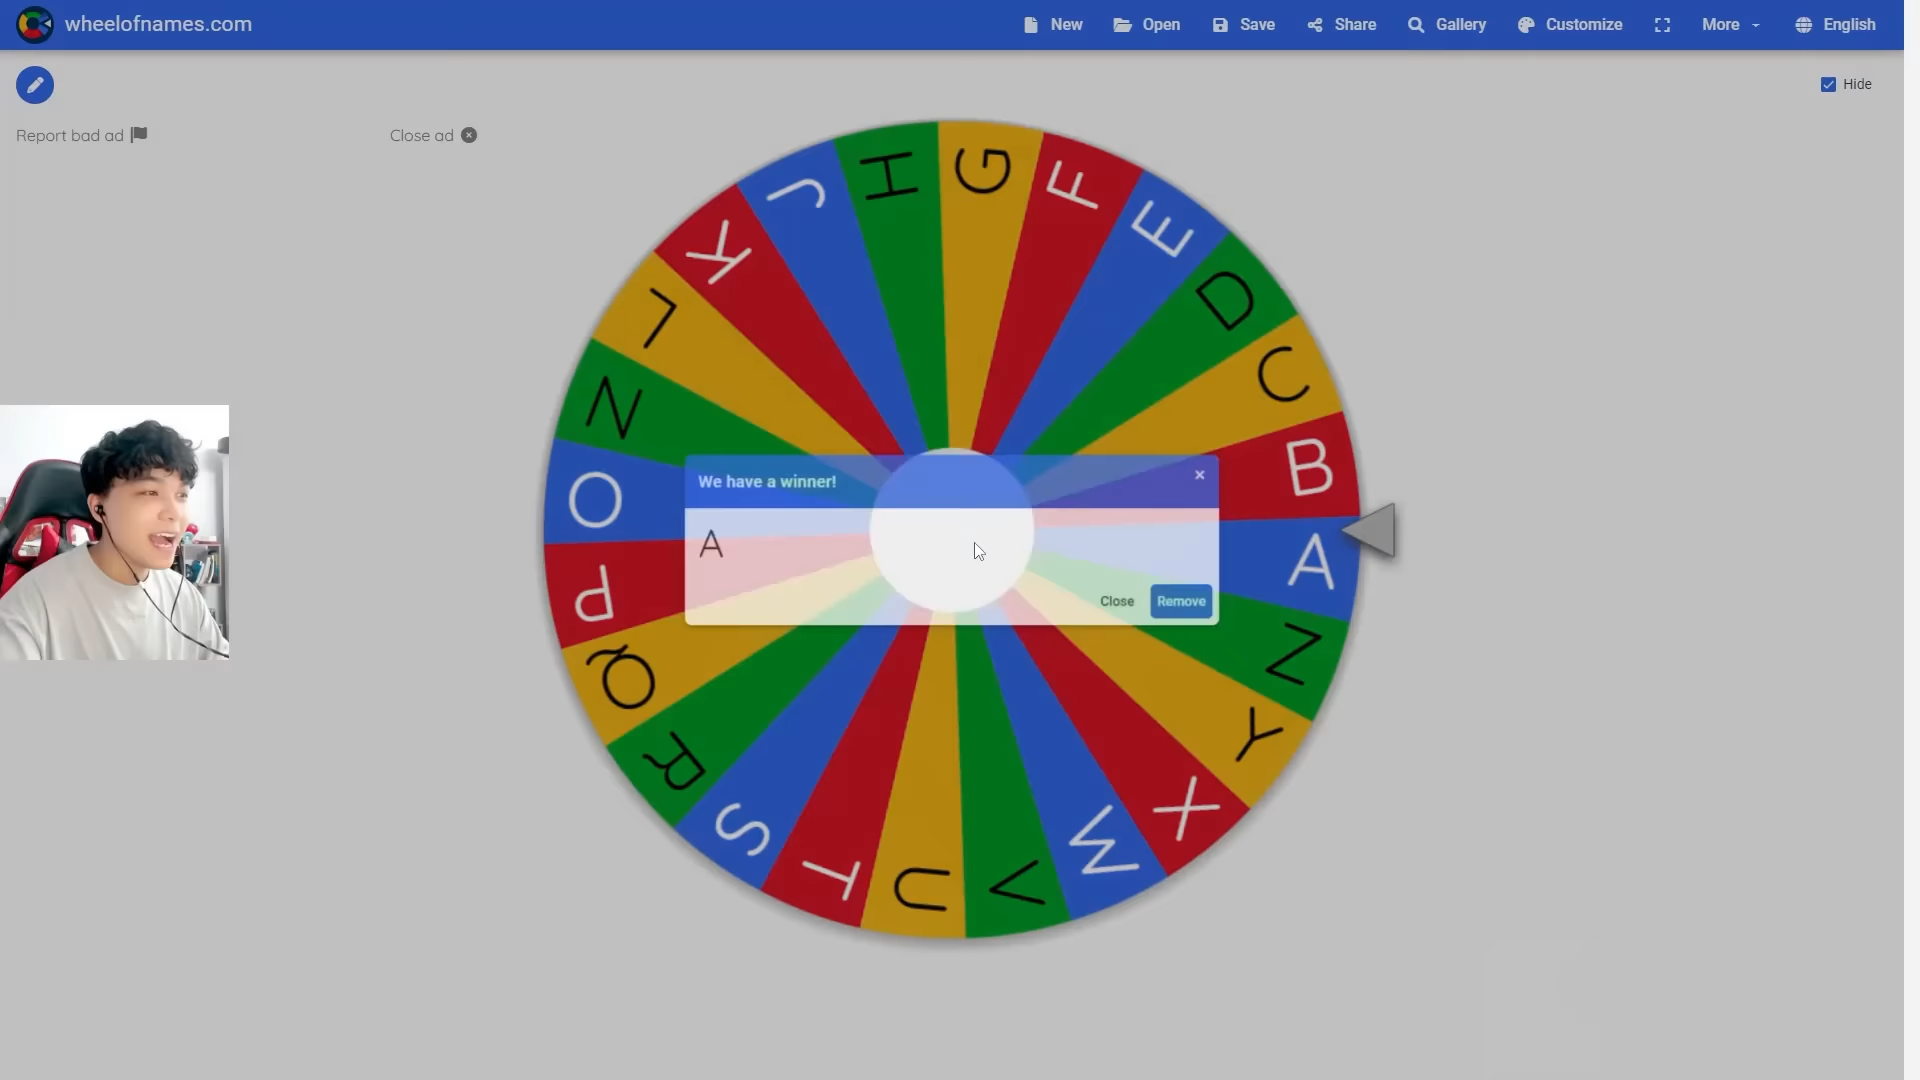 wheelofnames.com
New
Open
Save
Share
Gallery
Customize
More
English
Hide
Report bad ad
Close ad
G
F
E
D
C
B
A
Z
Y
X
W
V
U
T
S
R
Q
P
O
N
L
K
J
H
We have a winner!
A
Close
Remove